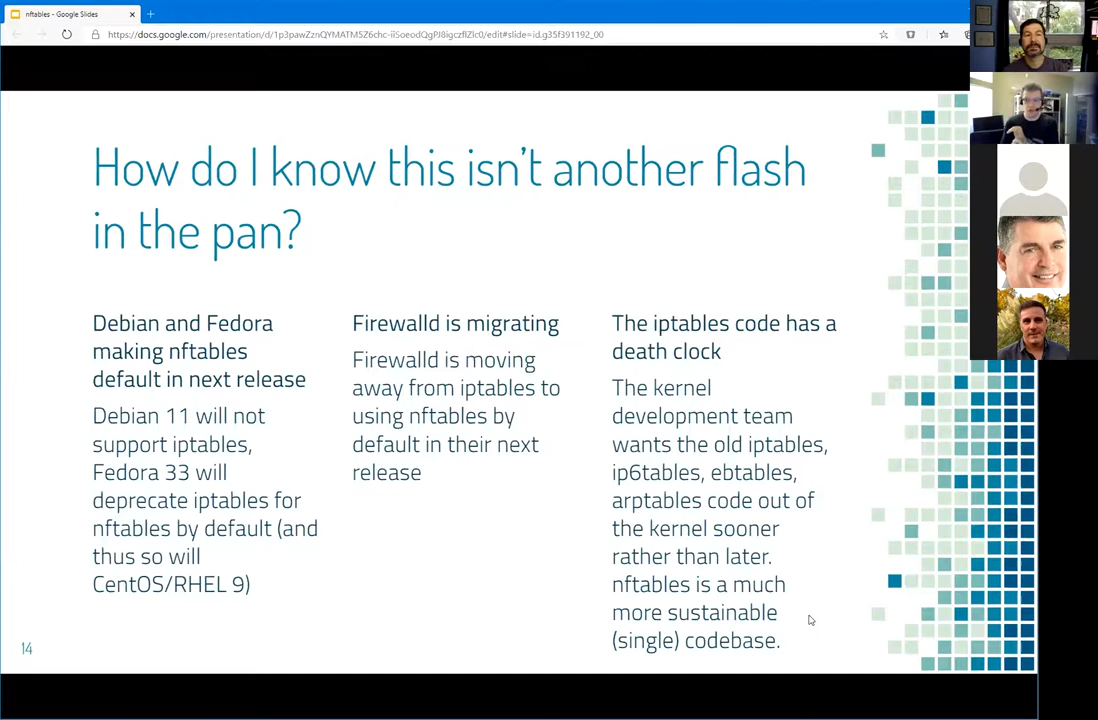 nftables - Google Slides
https://docs.google.com/presentation/d/1p3pawZznQYMATM5Z6chc-iiSoeodQgPJ8igczflZlc0/edit#slide=id.g35f391192_00
How do I know this isn't another flash
in the pan?
Debian and Fedora
making nftables
default in next release
Debian 11 will not
support iptables,
Fedora 33 will
deprecate iptables for
nftables by default (and
thus so will
CentOS/RHEL 9)
Firewalld is migrating
Firewalld is moving
away from iptables to
using nftables by
default in their next
release
The iptables code has a
death clock
The kernel
development team
wants the old iptables,
ip6tables, ebtables,
arptables code out of
the kernel sooner
rather than later.
nftables is a much
more sustainable
(single) codebase.
14